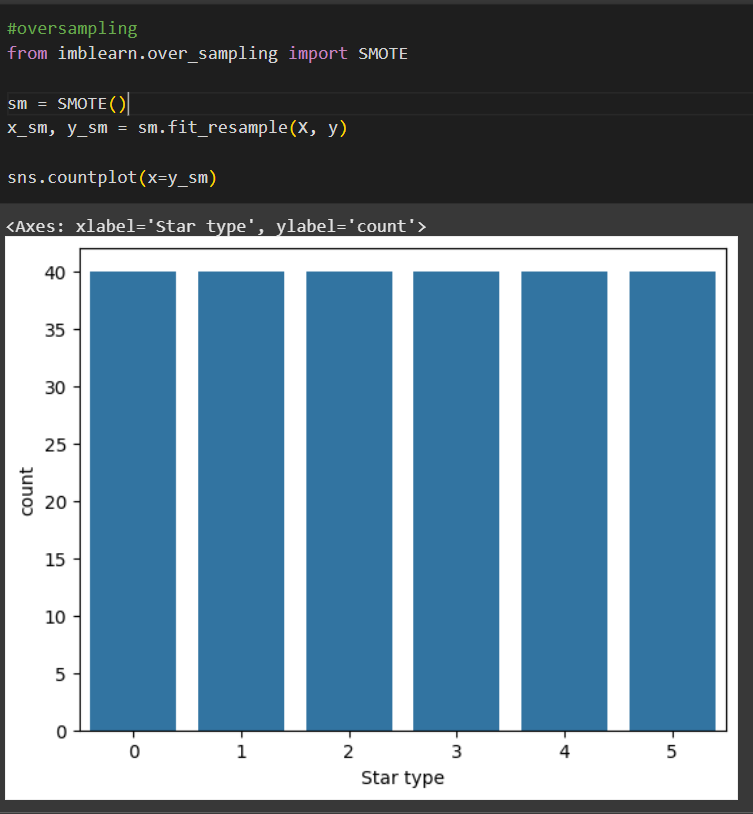 #oversampling
from imblearn.over_sampling import SMOTE
sm = SMOTE()
x_sm, y_sm = sm.fit_resample(X, y)
sns.countplot(x=y_sm)
<Axes: xlabel='Star type', ylabel='count'>
40
35
30
25
20
15
10
5
0
count
0 1 2 3 4 5
Star type